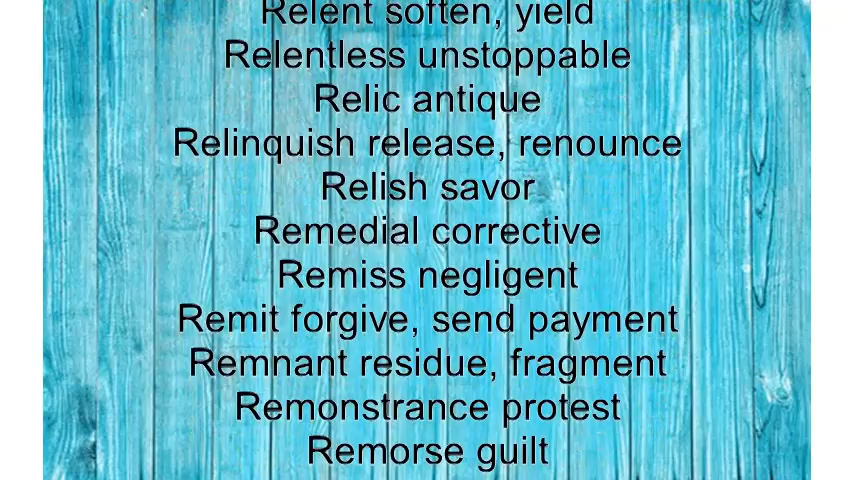 Relent soften, yield
Relentless unstoppable
Relic antique
Relinquish release, renounce
Relish savor
Remedial corrective
Remiss negligent
Remit forgive, send payment
Remnant residue, fragment
Remonstrance protest
Remorse guilt